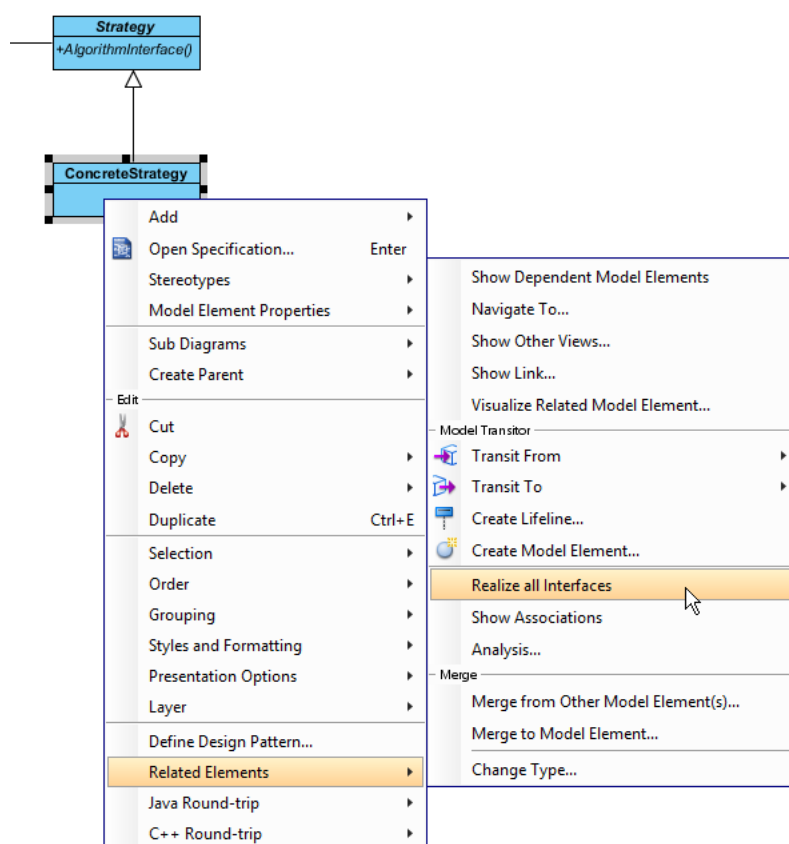 Strategy
+AlgorithmInterface()
ConcreteStrategy
Add
Open Specification... Enter
Stereotypes
Model Element Properties
Sub Diagrams
Create Parent
Edit
Cut
Copy
Delete
Duplicate Ctrl+E
Selection
Order
Grouping
Styles and Formatting
Presentation Options
Layer
Define Design Pattern...
Related Elements
Java Round-trip
C++ Round-trip
Show Dependent Model Elements
Navigate To...
Show Other Views...
Show Link...
Visualize Related Model Element...
Model Transitor
Transit From
Transit To
Create Lifeline...
Create Model Element...
Realize all Interfaces
Show Associations
Analysis...
Merge
Merge from Other Model Element(s)...
Merge to Model Element...
Change Type...